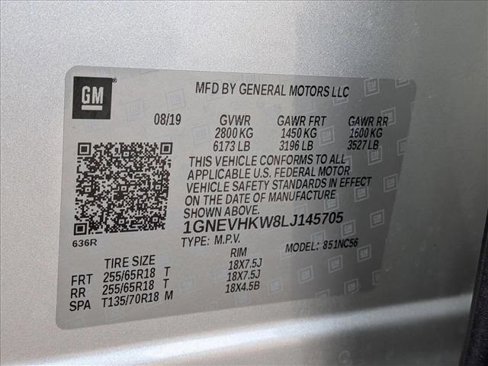 GM
MFD BY GENERAL MOTORS LLC
08/19 GVWR GAWR FRT GAWR RR
2800 KG 1450 KG 1600 KG
6173 LB 3196 LB 3527 LB
THIS VEHICLE CONFORMS TO ALL
APPLICABLE U.S. FEDERAL MOTOR
VEHICLE SAFETY STANDARDS IN EFFECT
ON THE DATE OF MANUFACTURE
SHOWN ABOVE.
1GNEVHKW8LJ145705
636R TYPE: M.P.V. MODEL: 851NC56
TIRE SIZE RIM
FRT 255/65R18 T 18X7.5J
RR 255/65R18 T 18X7.5J
SPA T135/70R18 M 18X4.5B